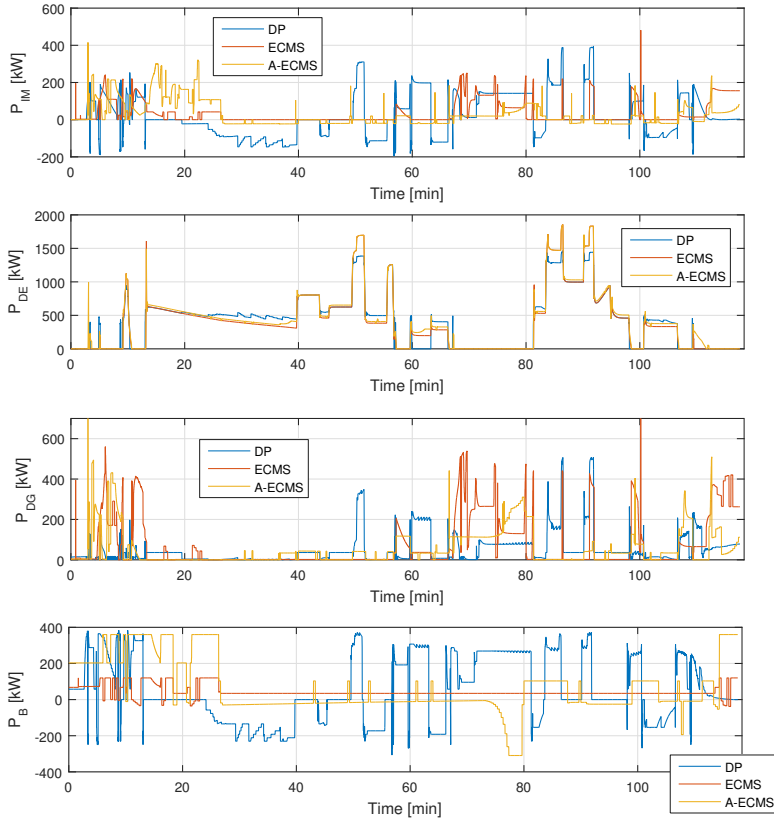 600
400
200
0
-200
P_IM [kW]
DP
ECMS
A-ECMS
0 20 40 60 80 100
Time [min]
2000
1500
1000
500
0
P_DE [kW]
DP
ECMS
A-ECMS
0 20 40 60 80 100
Time [min]
600
400
200
0
P_DG [kW]
DP
ECMS
A-ECMS
0 20 40 60 80 100
Time [min]
400
200
0
-200
-400
P_B [kW]
0 20 40 60 80 100
Time [min]
DP
ECMS
A-ECMS